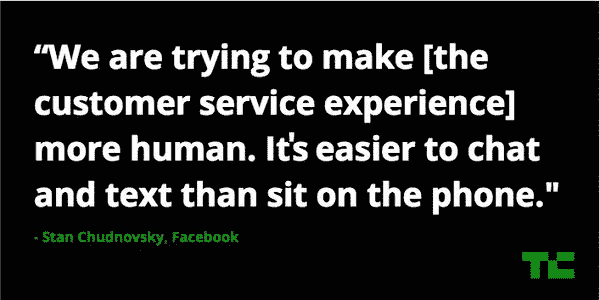 “We are trying to make [the
customer service experience]
more human. It's easier to chat
and text than sit on the phone."
- Stan Chudnovsky, Facebook
TC